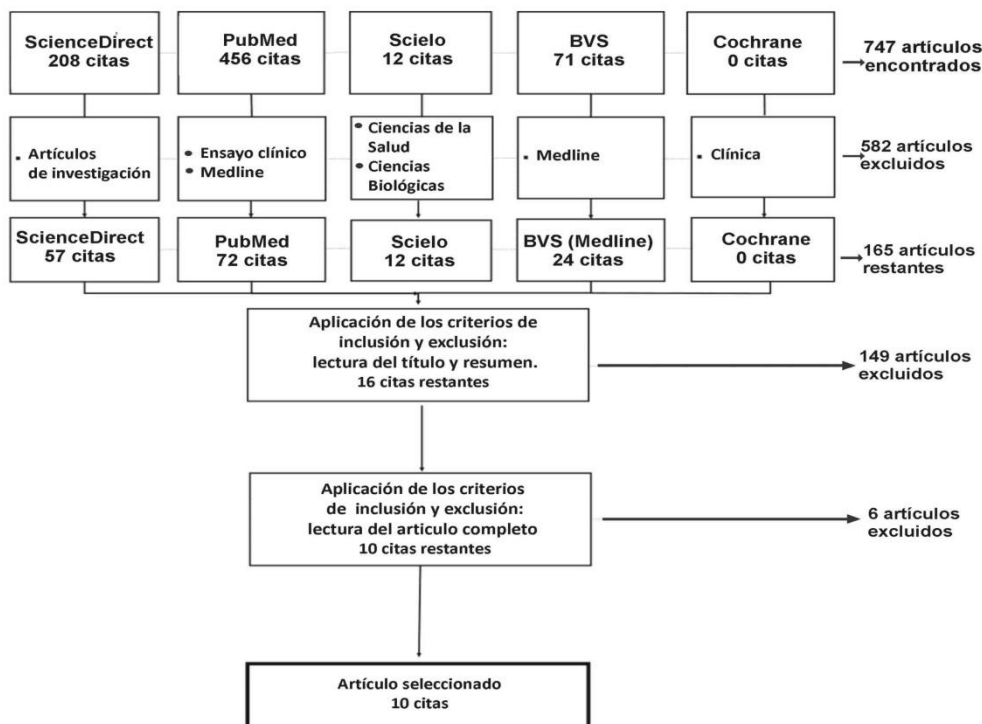 ScienceDirect
208 citas
PubMed
456 citas
Scielo
12 citas
BVS
71 citas
Cochrane
0 citas
747 artículos
encontrados
Artículos
de investigación
Ensayo clínico
Medline
Ciencias de la
Salud
Ciencias
Biológicas
Medline
Clínica
582 artículos
excluidos
ScienceDirect
57 citas
PubMed
72 citas
Scielo
12 citas
BVS (Medline)
24 citas
Cochrane
0 citas
165 artículos
restantes
Aplicación de los criterios de
inclusión y exclusión:
lectura del título y resumen.
16 citas restantes
149 artículos
excluidos
Aplicación de los criterios
de inclusión y exclusión:
lectura del articulo completo
10 citas restantes
6 artículos
excluidos
Artículo seleccionado
10 citas